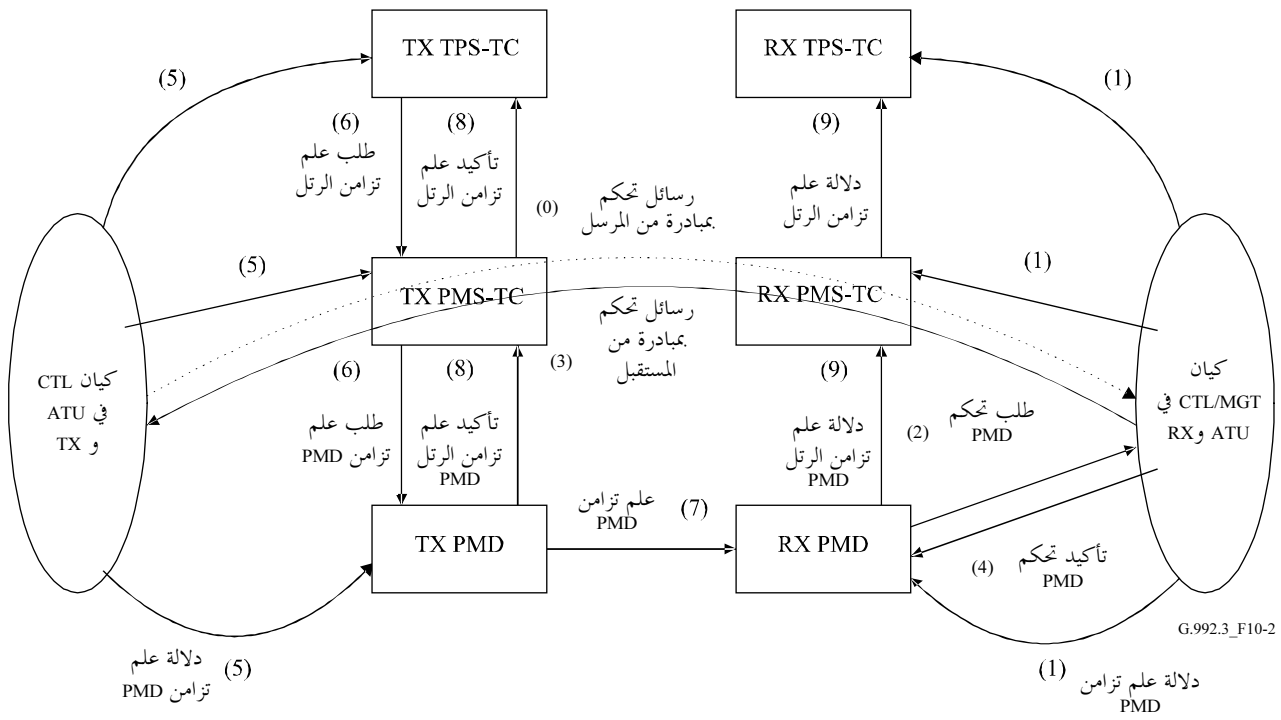 TX TPS-TC
RX TPS-TC
(5)
(1)
(6)
(8)
(9)
طلب علم
تزامن الرتل
تأكيد علم
تزامن الرتل
دلالة علم
تزامن الرتل
(0)
رسائل تحكم
بمبادرة من المرسل
(5)
(1)
TX PMS-TC
RX PMS-TC
رسائل تحكم
بمبادرة من
المستقبل
(3)
(6)
(8)
(9)
كيان CTL
في ATU
و TX
كيان
CTL/MGT في
ATU وRX
طلب علم
تزامن PMD
تأكيد علم
تزامن الرتل
PMD
دلالة علم
تزامن الرتل
PMD
(2)
طلب تحكم
PMD
علم تزامن
PMD
(7)
TX PMD
RX PMD
(4)
تأكيد تحكم
PMD
G.992.3_F10-2
دلالة علم
تزامن PMD
(5)
(1)
دلالة علم تزامن
PMD